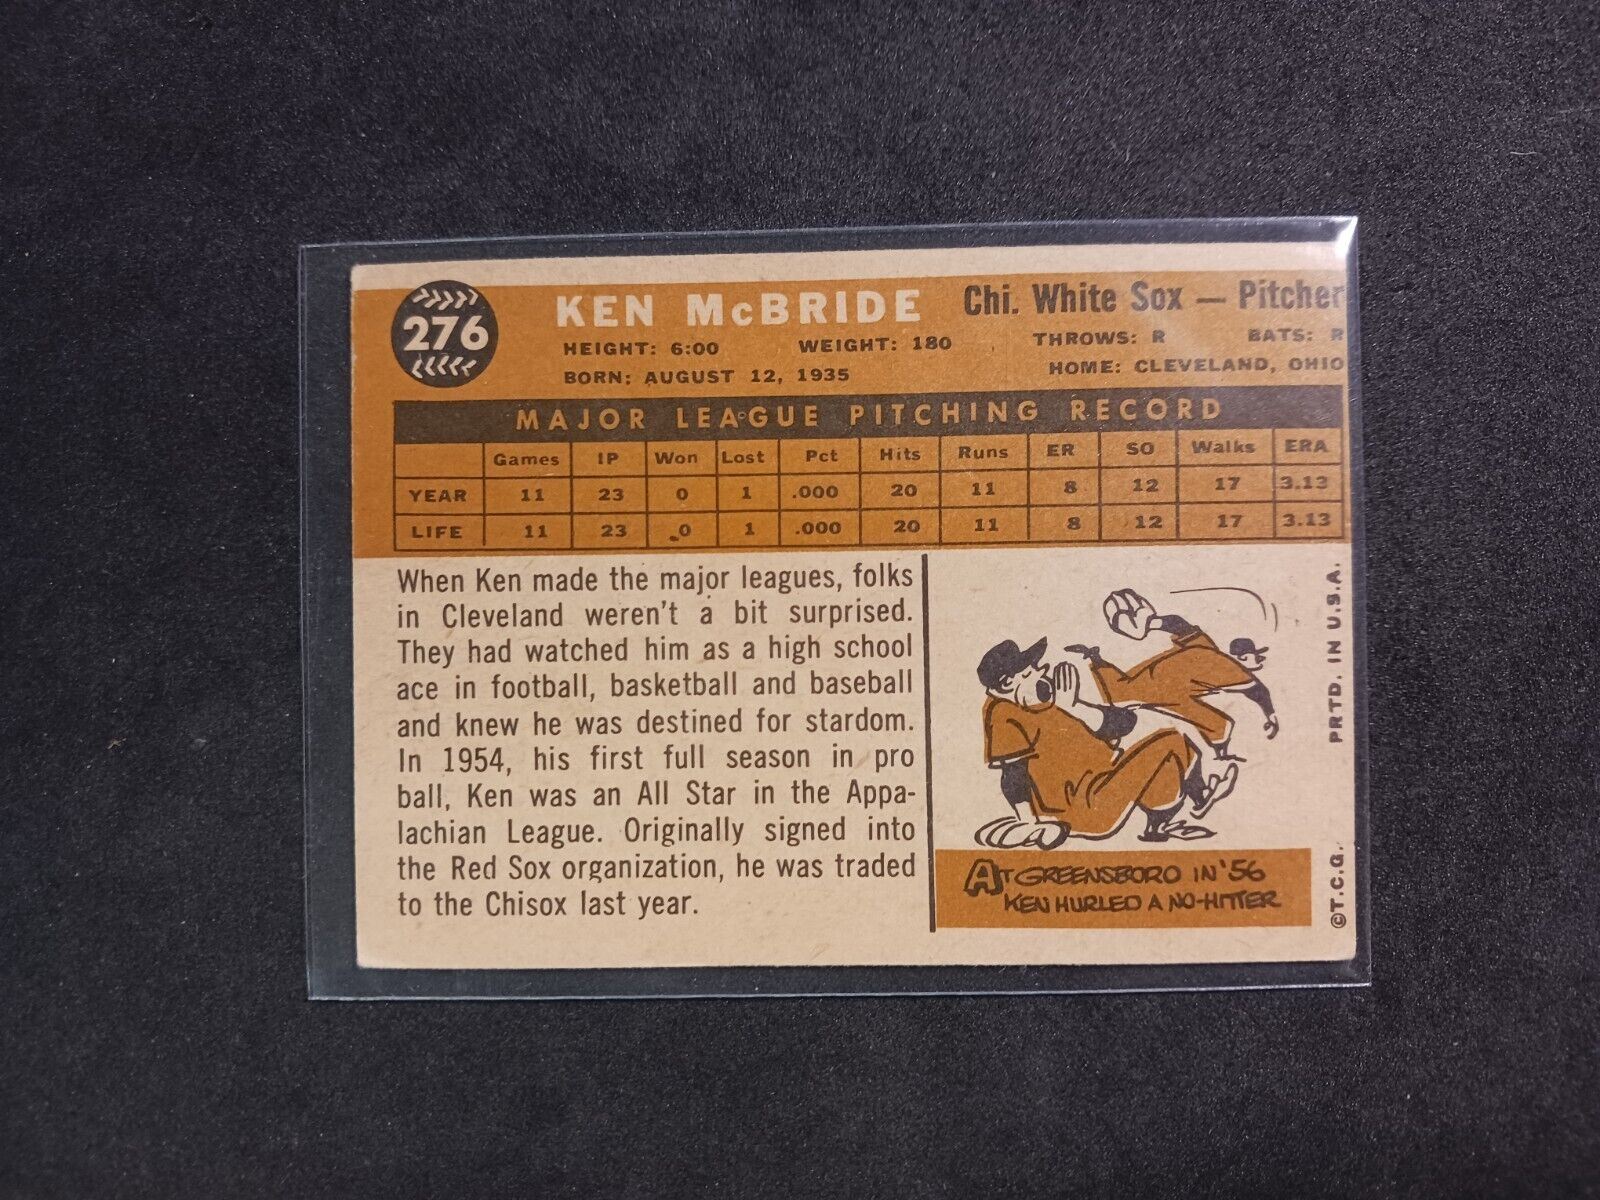 276
KEN McBRIDE Chi. White Sox — Pitcher
HEIGHT: 6:00 WEIGHT: 180 THROWS: R BATS: R
BORN: AUGUST 12, 1935 HOME: CLEVELAND, OHIO
MAJOR LEAGUE PITCHING RECORD
Games IP Won Lost Pct Hits Runs ER SO Walks ERA
YEAR 11 23 0 1 .000 20 11 8 12 17 3.13
LIFE 11 23 0 1 .000 20 11 8 12 17 3.13
When Ken made the major leagues, folks
in Cleveland weren't a bit surprised.
They had watched him as a high school
ace in football, basketball and baseball
and knew he was destined for stardom.
In 1954, his first full season in pro
ball, Ken was an All Star in the Appa-
lachian League. Originally signed into
the Red Sox organization, he was traded
to the Chisox last year.
AT GREENSBORO IN '56
KEN HURLED A NO-HITTER
©T.C.G. PRTD. IN U.S.A.